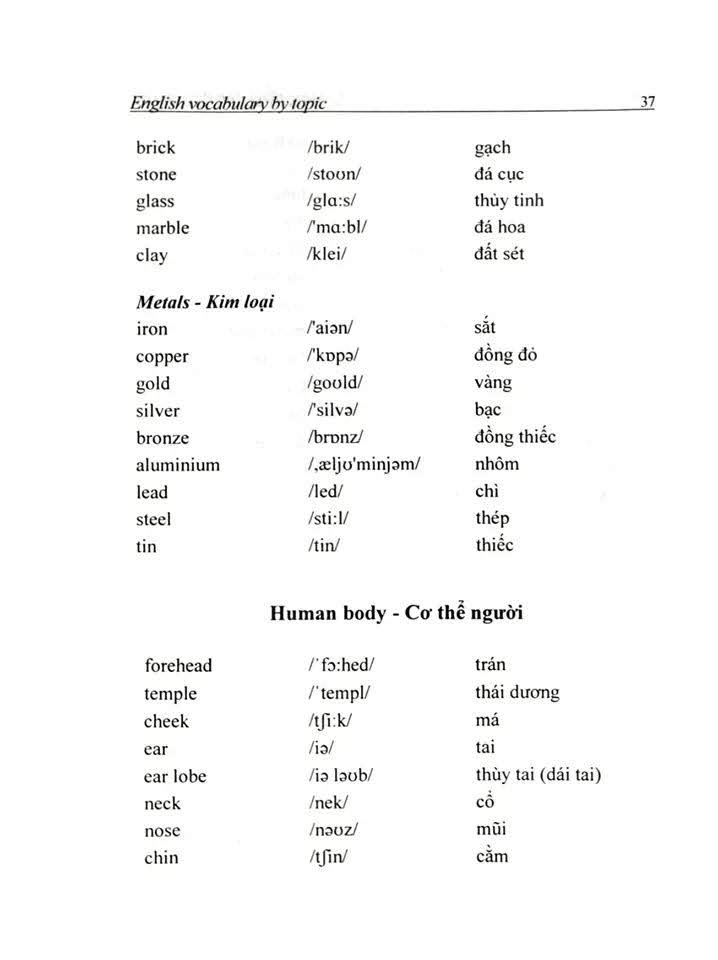 English vocabulary by topic 37
brick /brik/ gạch
stone /stoʊn/ đá cục
glass /glɑ:s/ thủy tinh
marble /'mɑ:bl/ đá hoa
clay /klei/ đất sét
Metals - Kim loại
iron /'aiən/ sắt
copper /'kɒpə/ đồng đỏ
gold /goʊld/ vàng
silver /'silvə/ bạc
bronze /brɒnz/ đồng thiếc
aluminium /,æljʊ'minjəm/ nhôm
lead /led/ chì
steel /sti:l/ thép
tin /tin/ thiếc
Human body - Cơ thể người
forehead /'fɔ:hed/ trán
temple /'templ/ thái dương
cheek /tʃi:k/ má
ear /iə/ tai
ear lobe /iə ləʊb/ thùy tai (dái tai)
neck /nek/ cổ
nose /nəʊz/ mũi
chin /tʃin/ cằm